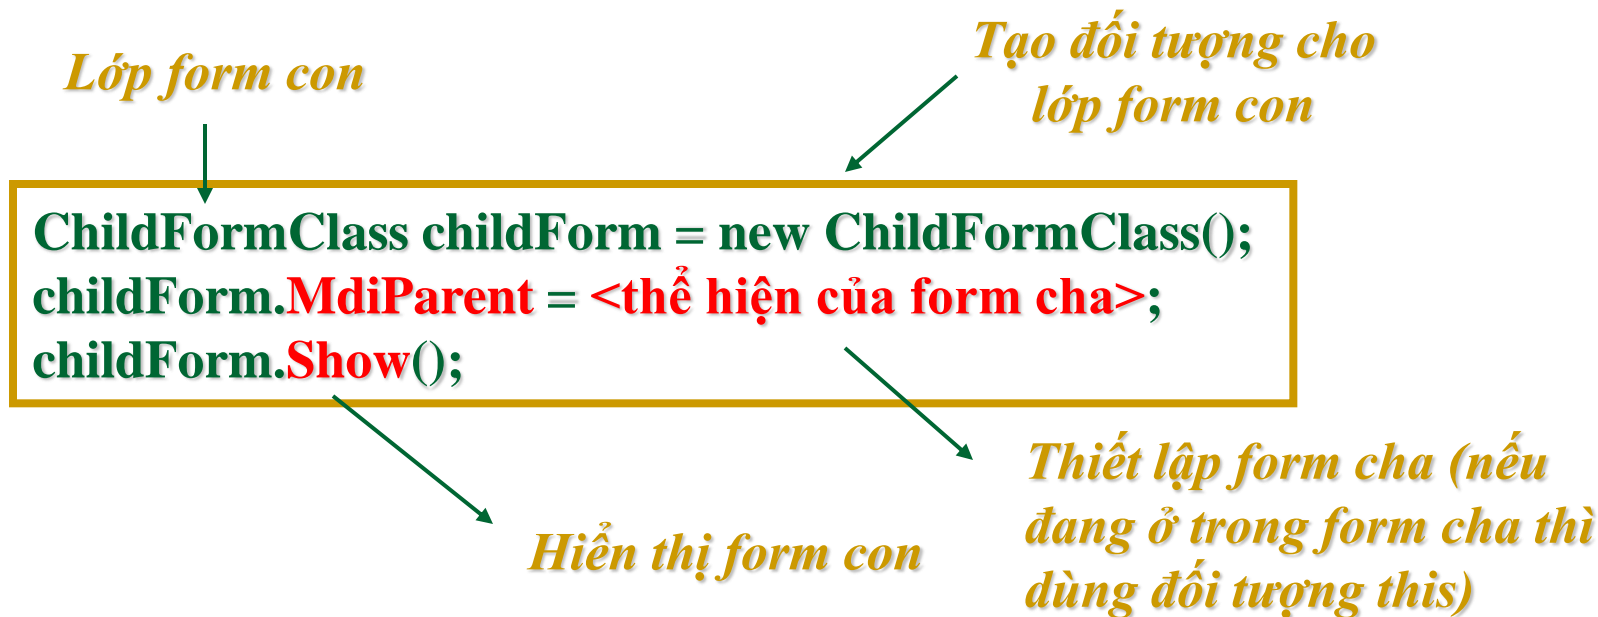 Lớp form con
Tạo đối tượng cho
lớp form con
ChildFormClass childForm = new ChildFormClass();
childForm.MdiParent = <thể hiện của form cha>;
childForm.Show();
Hiển thị form con
Thiết lập form cha (nếu
đang ở trong form cha thì
dùng đối tượng this)